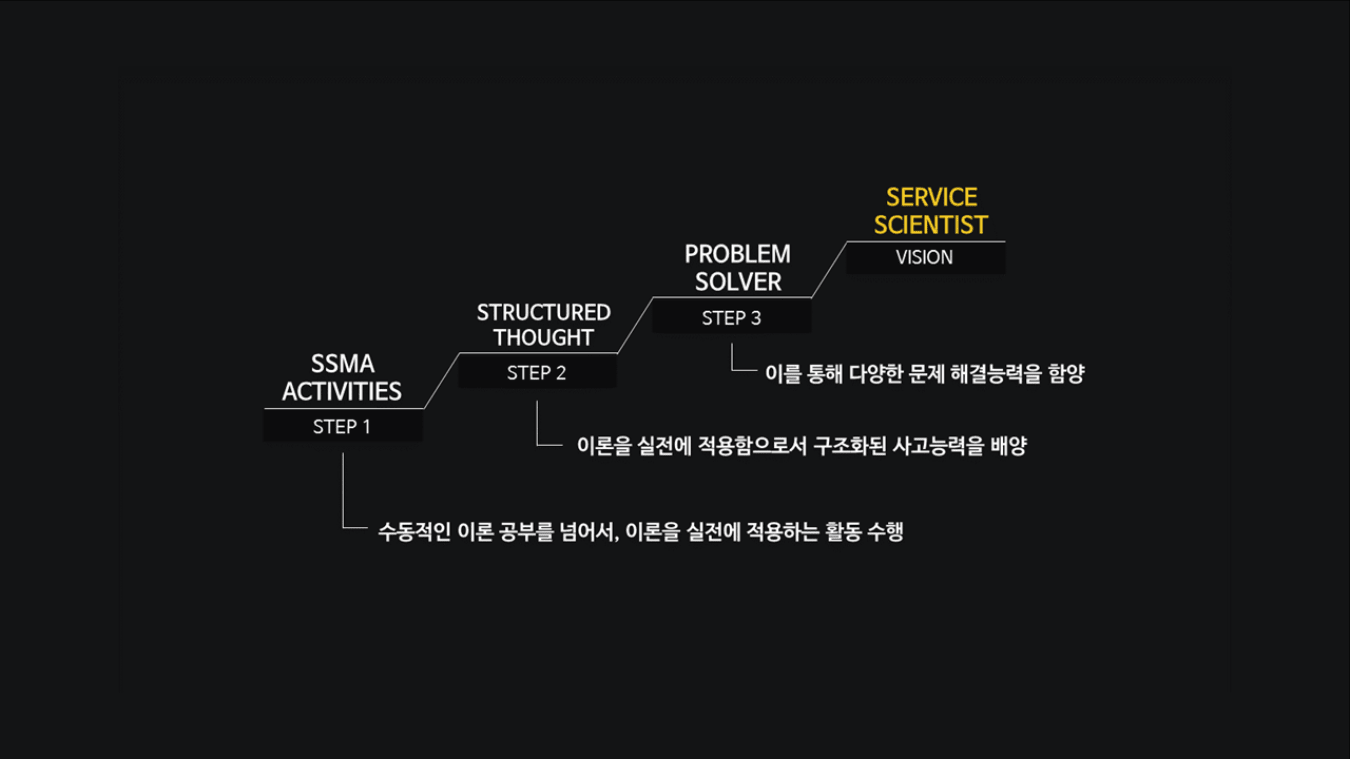 SERVICE
SCIENTIST
VISION
PROBLEM
SOLVER
STEP 3
이를 통해 다양한 문제 해결능력을 함양
STRUCTURED
THOUGHT
STEP 2
이론을 실전에 적용함으로서 구조화된 사고능력을 배양
SSMA
ACTIVITIES
STEP 1
수동적인 이론 공부를 넘어서, 이론을 실전에 적용하는 활동 수행